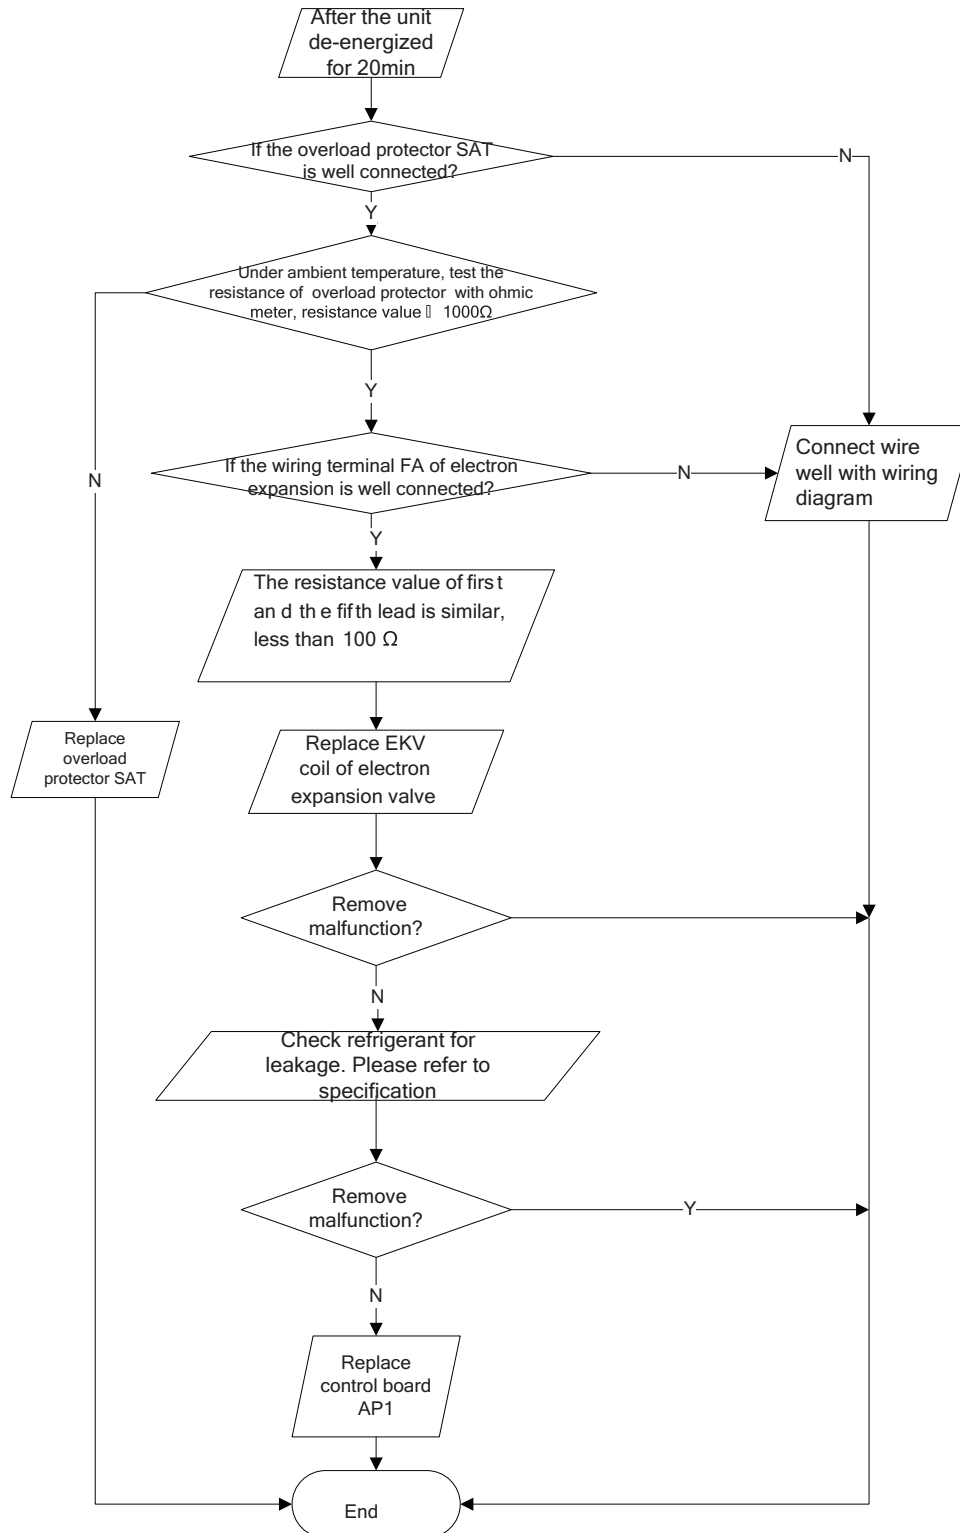 After the unit
de-energized
for 20min
If the overload protector SAT
is well connected?
N
Y
Under ambient temperature, test the
resistance of overload protector with ohmic
meter, resistance value 1000Ω
Y
N
If the wiring terminal FA of electron
expansion is well connected?
N
Connect wire
well with wiring
diagram
Y
The resistance value of first
and the fifth lead is similar,
less than 100 Ω
Replace
overload
protector SAT
Replace EKV
coil of electron
expansion valve
Remove
malfunction?
N
Check refrigerant for
leakage. Please refer to
specification
Remove
malfunction?
Y
N
Replace
control board
AP1
End